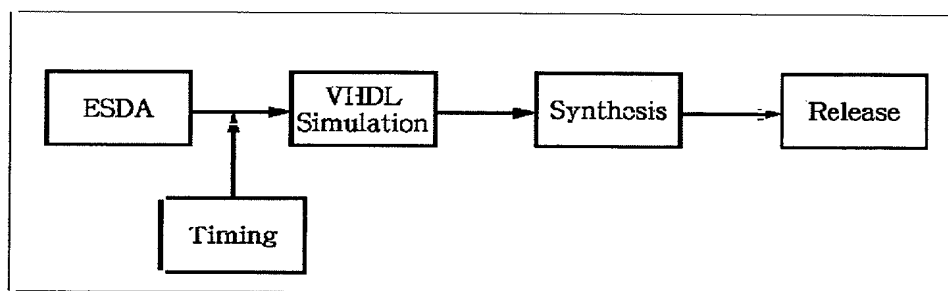 ESDA
VHDL
Simulation
Synthesis
Release
Timing